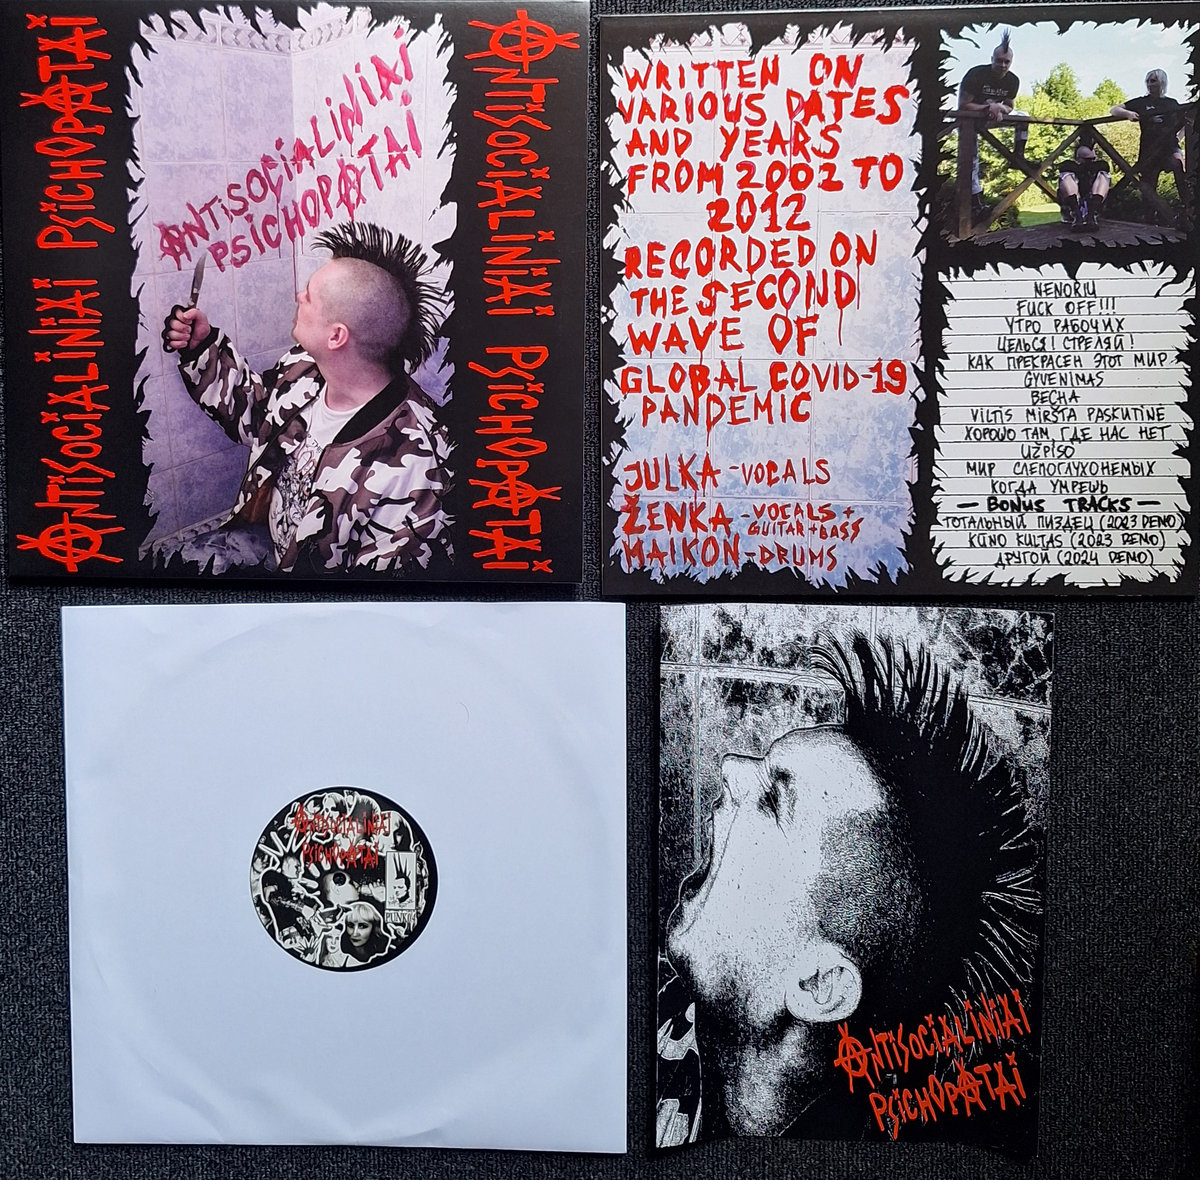 ANTISOCIALINIAI PSICHOPATAI
ANTISOCIALINIAI
PSICHOPATAI
ANTISOCIALINIAI PSICHOPATAI
WRITTEN ON
VARIOUS DATES
AND YEARS
FROM 2002 TO
2012
RECORDED ON
THE SECOND
WAVE OF
GLOBAL COVID-19
PANDEMIC
JULKA - VOCALS
ŽENKA - VOCALS +
GUITAR + BASS
MAIKON - DRUMS
NENORIU
FUCK OFF!!!
УТРО РАБОЧИХ
ЦЕЛЬСЯ! СТРЕЛЯЙ!
КАК ПРЕКРАСЕН ЭТОТ МИР
GYVENIMAS
ВЕСНА
VILTIS MIRŠTA PASKUTINĖ
ХОРОШО ТАМ, ГДЕ НАС НЕТ
UŽPISO
МИР СЛЕПОГЛУХОНЕМЫХ
КОГДА УМРЕШЬ
— BONUS TRACKS —
ТОТАЛЬНЫЙ ПИЗДЕЦ (2023 DEMO)
KŪNO KULTAS (2023 DEMO)
ДРУГОЙ (2024 DEMO)
ANTISOCIALINIAI
PSICHOPATAI
ANTISOCIALINIAI
PSICHOPATAI